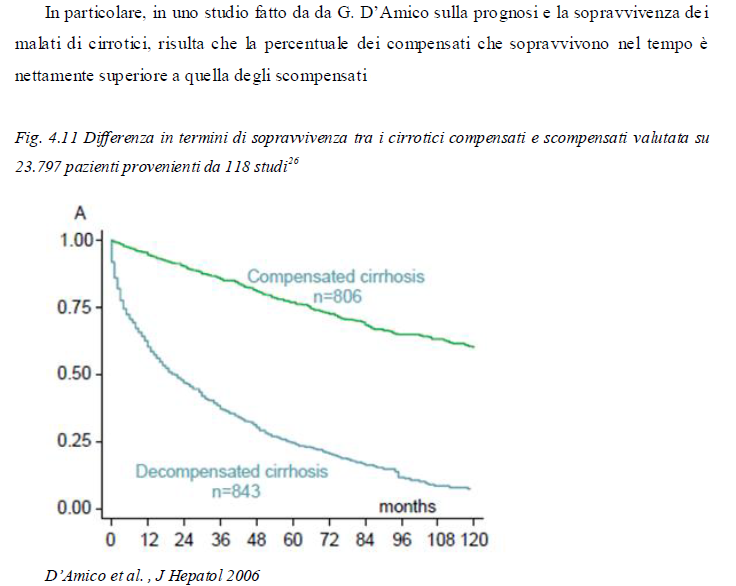 In particolare, in uno studio fatto da da G. D’Amico sulla prognosi e la sopravvivenza dei
malati di cirrotici, risulta che la percentuale dei compensati che sopravvivono nel tempo è
nettamente superiore a quella degli scompensati
Fig. 4.11 Differenza in termini di sopravvivenza tra i cirrotici compensati e scompensati valutata su
23.797 pazienti provenienti da 118 studi26
A
1.00
Compensated cirrhosis
n=806
0.75
0.50
0.25
Decompensated cirrhosis
n=843
0.00
months
0 12 24 36 48 60 72 84 96 108 120
D’Amico et al. , J Hepatol 2006